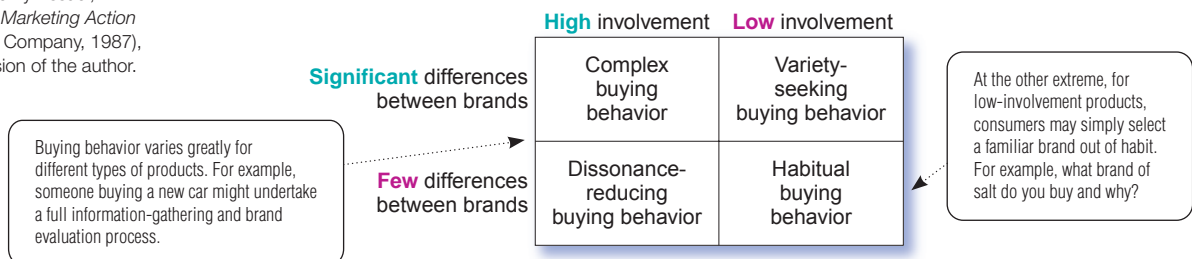 Marketing Action
Company, 1987),
sion of the author.
High involvement Low involvement
Significant differences
between brands
Complex
buying
behavior
Variety-
seeking
buying behavior
Few differences
between brands
Dissonance-
reducing
buying behavior
Habitual
buying
behavior
Buying behavior varies greatly for
different types of products. For example,
someone buying a new car might undertake
a full information-gathering and brand
evaluation process.
At the other extreme, for
low-involvement products,
consumers may simply select
a familiar brand out of habit.
For example, what brand of
salt do you buy and why?